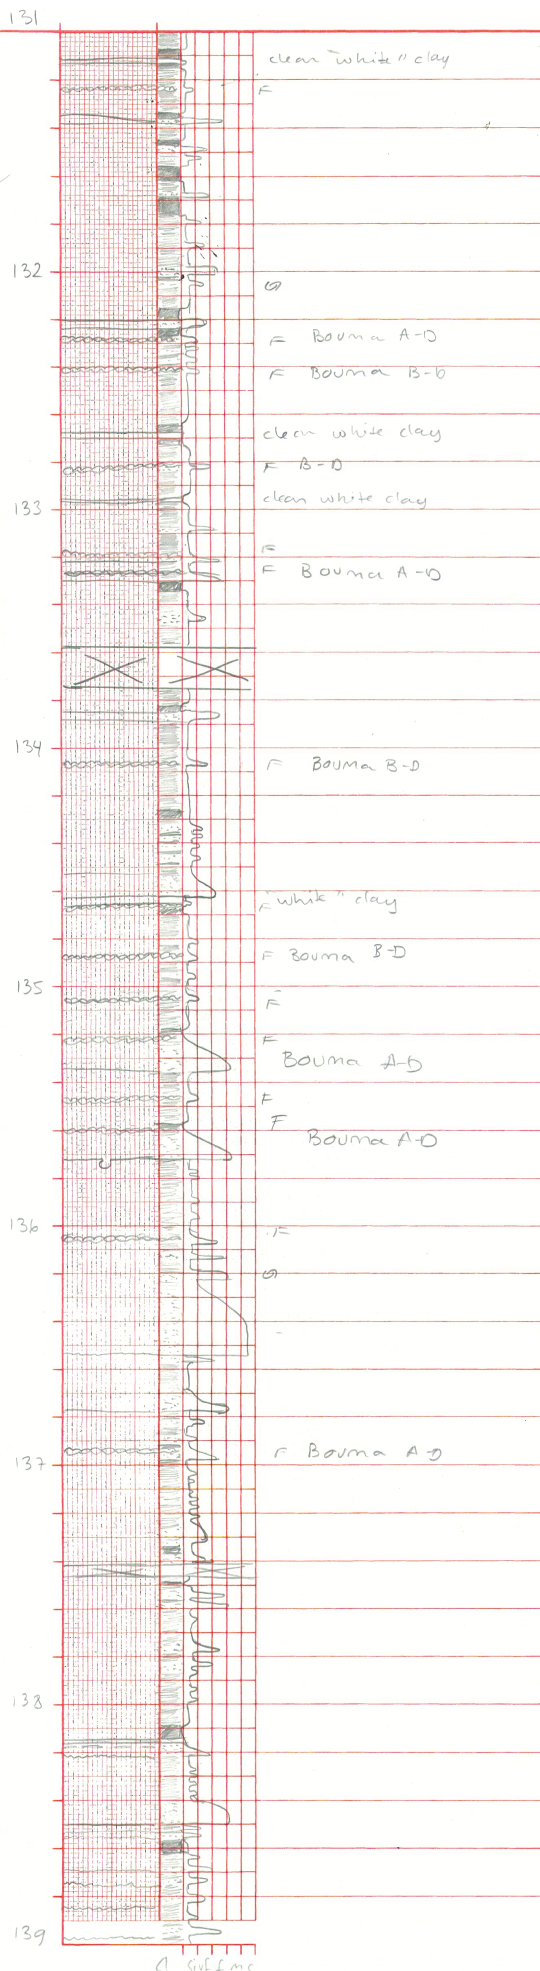 131
clean "white" clay
F
132
F Bouma A-D
F Bouma B-D
clean white clay
F B-D
133
clean white clay
F
F Bouma A-D
134
F Bouma B-D
"white" clay
F
F Bouma B-D
135
F
F
Bouma A-D
F
F
Bouma A-D
136
F
137
F Bouma A-D
138
139
cl si vf f m c